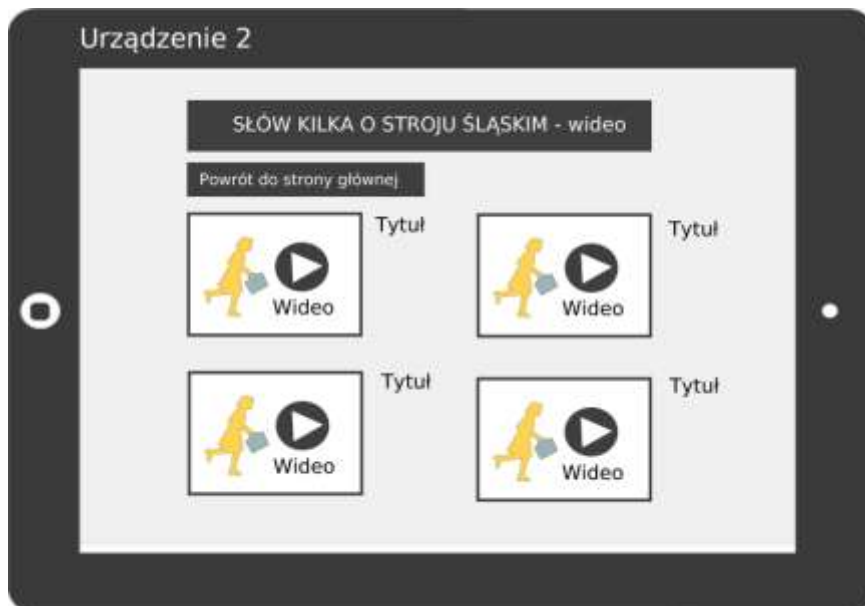 Urządzenie 2
SŁÓW KILKA O STROJU ŚLĄSKIM - wideo
Powrót do strony głównej
Tytuł
Tytuł
Wideo
Wideo
Tytuł
Tytuł
Wideo
Wideo